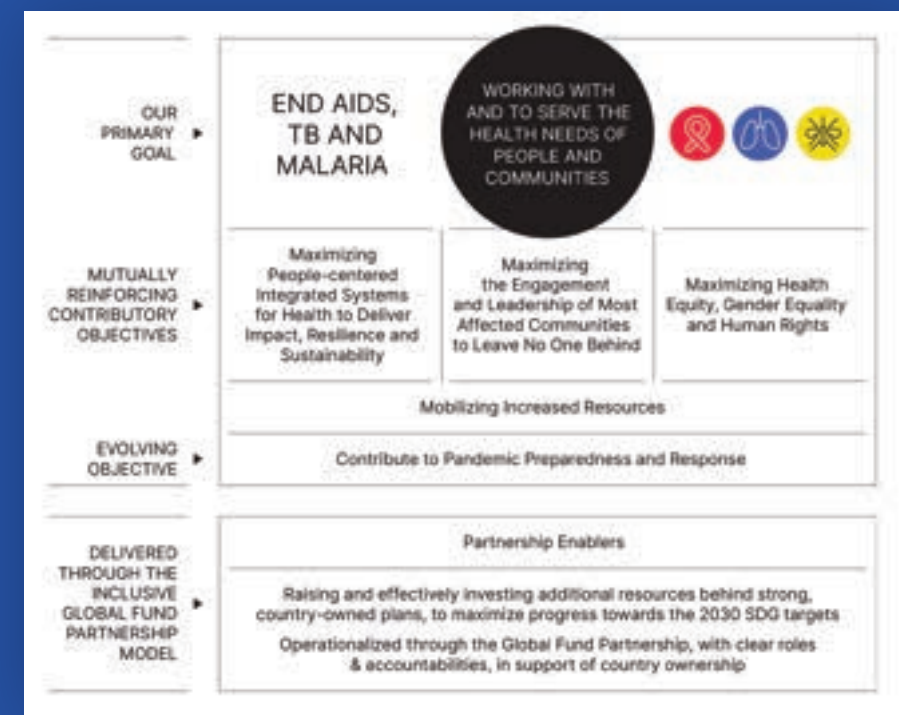 OUR
PRIMARY
GOAL
END AIDS,
TB AND
MALARIA
WORKING WITH
AND TO SERVE THE
HEALTH NEEDS OF
PEOPLE AND
COMMUNITIES
MUTUALLY
REINFORCING
CONTRIBUTORY
OBJECTIVES
Maximizing
People-centered
Integrated Systems
for Health to Deliver
Impact, Resilience and
Sustainability
Maximizing
the Engagement
and Leadership of Most
Affected Communities
to Leave No One Behind
Maximizing Health
Equity, Gender Equality
and Human Rights
Mobilizing Increased Resources
EVOLVING
OBJECTIVE
Contribute to Pandemic Preparedness and Response
DELIVERED
THROUGH THE
INCLUSIVE
GLOBAL FUND
PARTNERSHIP
MODEL
Partnership Enablers
Raising and effectively investing additional resources behind strong,
country-owned plans, to maximize progress towards the 2030 SDG targets
Operationalized through the Global Fund Partnership, with clear roles
& accountabilities, in support of country ownership